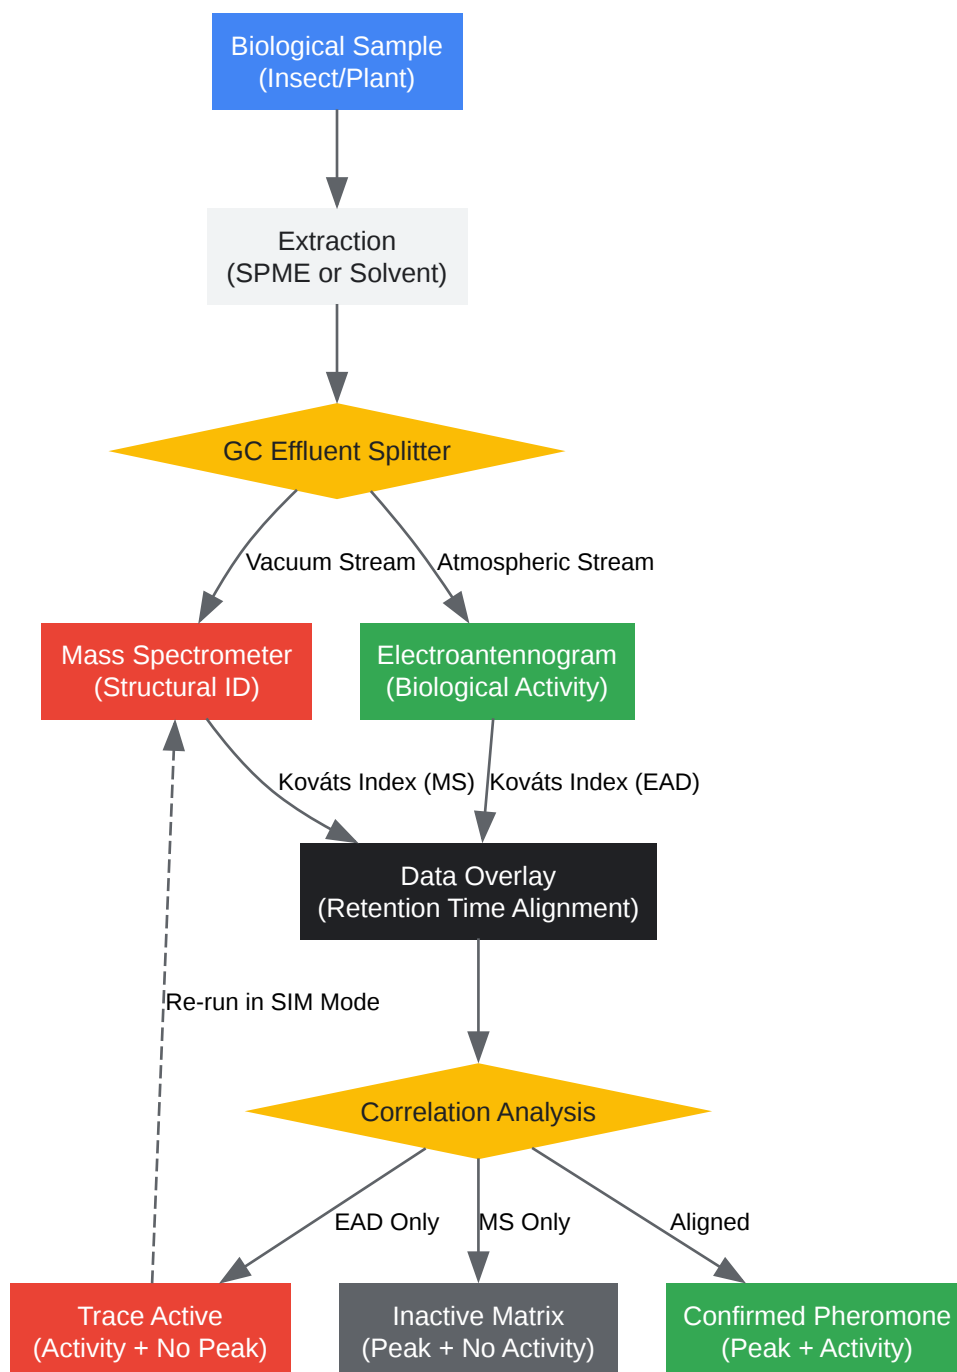 Biological Sample
(Insect/Plant)
Extraction
(SPME or Solvent)
GC Effluent Splitter
Vacuum Stream
Atmospheric Stream
Mass Spectrometer
(Structural ID)
Electroantennogram
(Biological Activity)
Kováts Index (MS)
Kováts Index (EAD)
Data Overlay
(Retention Time Alignment)
Re-run in SIM Mode
Correlation Analysis
EAD Only
MS Only
Aligned
Trace Active
(Activity + No Peak)
Inactive Matrix
(Peak + No Activity)
Confirmed Pheromone
(Peak + Activity)